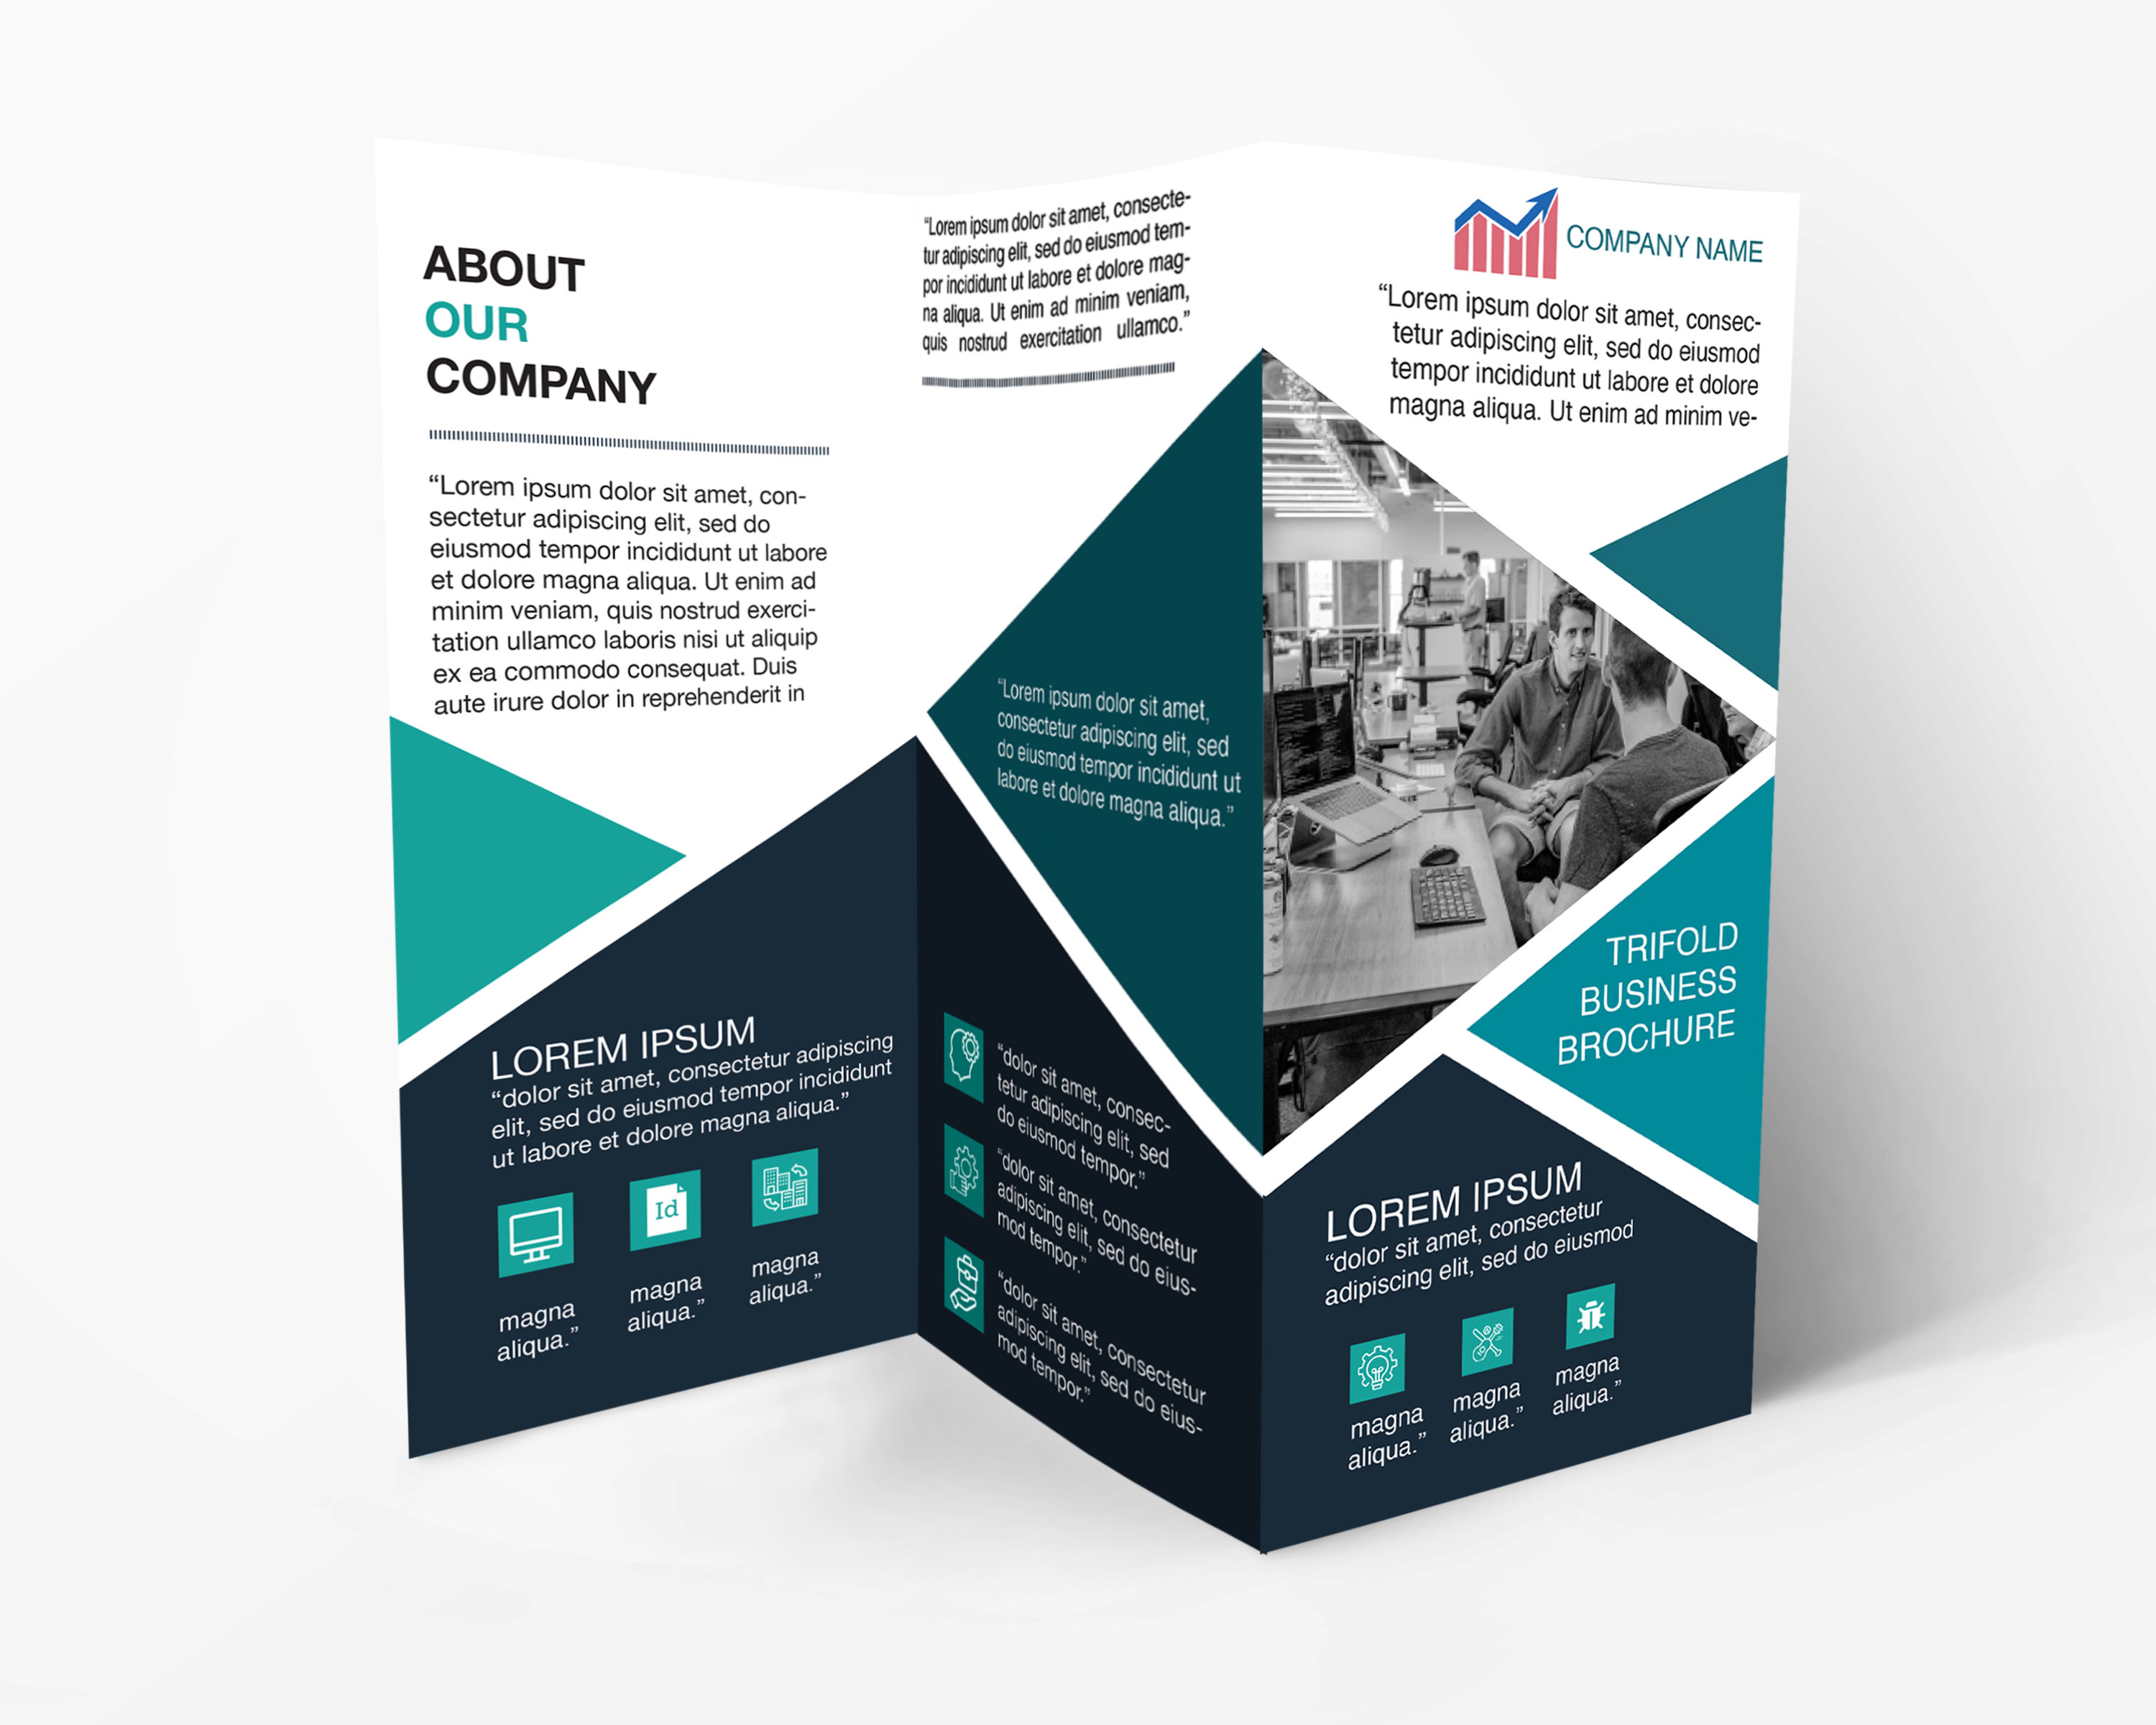 ABOUT
OUR
COMPANY
“Lorem ipsum dolor sit amet, con-
sectetur adipiscing elit, sed do
eiusmod tempor incididunt ut labore
et dolore magna aliqua. Ut enim ad
minim veniam, quis nostrud exerci-
tation ullamco laboris nisi ut aliquip
ex ea commodo consequat. Duis
aute irure dolor in reprehenderit in
LOREM IPSUM
“dolor sit amet, consectetur adipiscing
elit, sed do eiusmod tempor incididunt
ut labore et dolore magna aliqua.”
Id
magna
aliqua.”
magna
aliqua.”
magna
aliqua.”
“Lorem ipsum dolor sit amet, consecte-
tur adipiscing elit, sed do eiusmod tem-
por incididunt ut labore et dolore mag-
na aliqua. Ut enim ad minim veniam,
quis nostrud exercitation ullamco.”
“Lorem ipsum dolor sit amet,
consectetur adipiscing elit, sed
do eiusmod tempor incididunt ut
labore et dolore magna aliqua.”
“dolor sit amet, consec-
tetur adipiscing elit, sed
do eiusmod tempor.”
“dolor sit amet, consectetur
adipiscing elit, sed do eius-
mod tempor.”
“dolor sit amet, consectetur
adipiscing elit, sed do eius-
mod tempor.”
COMPANY NAME
“Lorem ipsum dolor sit amet, consec-
tetur adipiscing elit, sed do eiusmod
tempor incididunt ut labore et dolore
magna aliqua. Ut enim ad minim ve-
TRIFOLD
BUSINESS
BROCHURE
LOREM IPSUM
“dolor sit amet, consectetur
adipiscing elit, sed do eiusmod
magna
aliqua.”
magna
aliqua.”
magna
aliqua.”